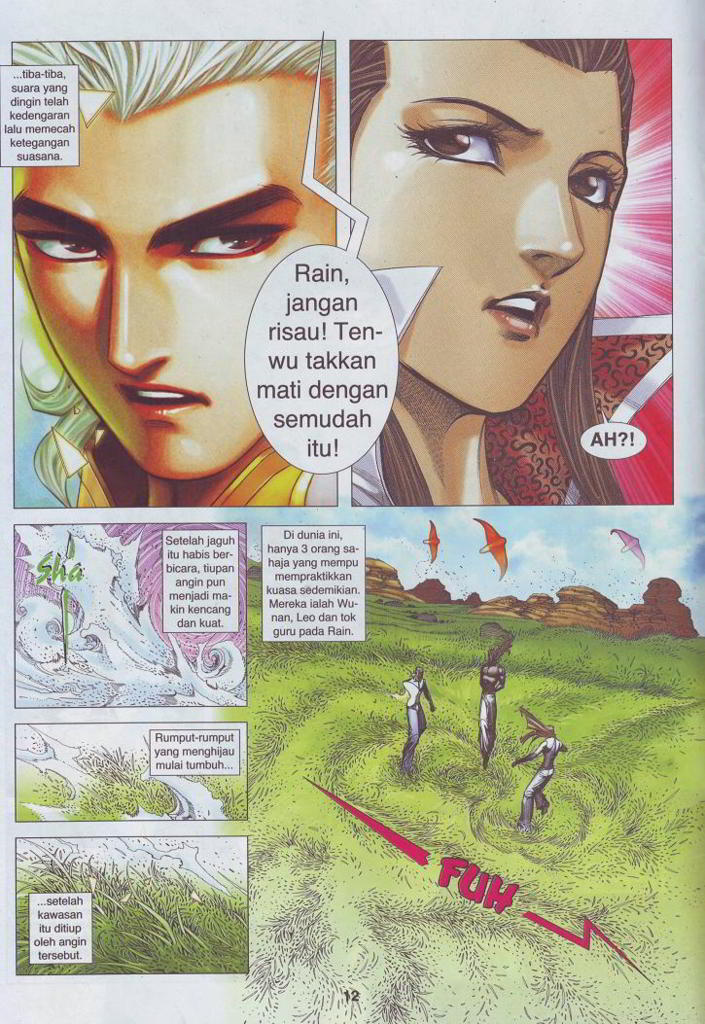 ...tiba-tiba,
suara yang
dingin telah
kedengaran
lalu memecah
ketegangan
suasana.
Rain,
jangan
risau! Ten-
wu takkan
mati dengan
semudah
itu!
AH?!
Sha
Setelah jaguh
itu habis ber-
bicara, tiupan
angin pun
menjadi ma-
kin kencang
dan kuat.
Di dunia ini,
hanya 3 orang sa-
haja yang mampu
mempraktikkan
kuasa sedemikian.
Mereka ialah Wu-
nan, Leo dan tok
guru pada Rain.
Rumput-rumput
yang menghijau
mulai tumbuh...
...setelah
kawasan
itu ditiup
oleh angin
tersebut.
FUH
12